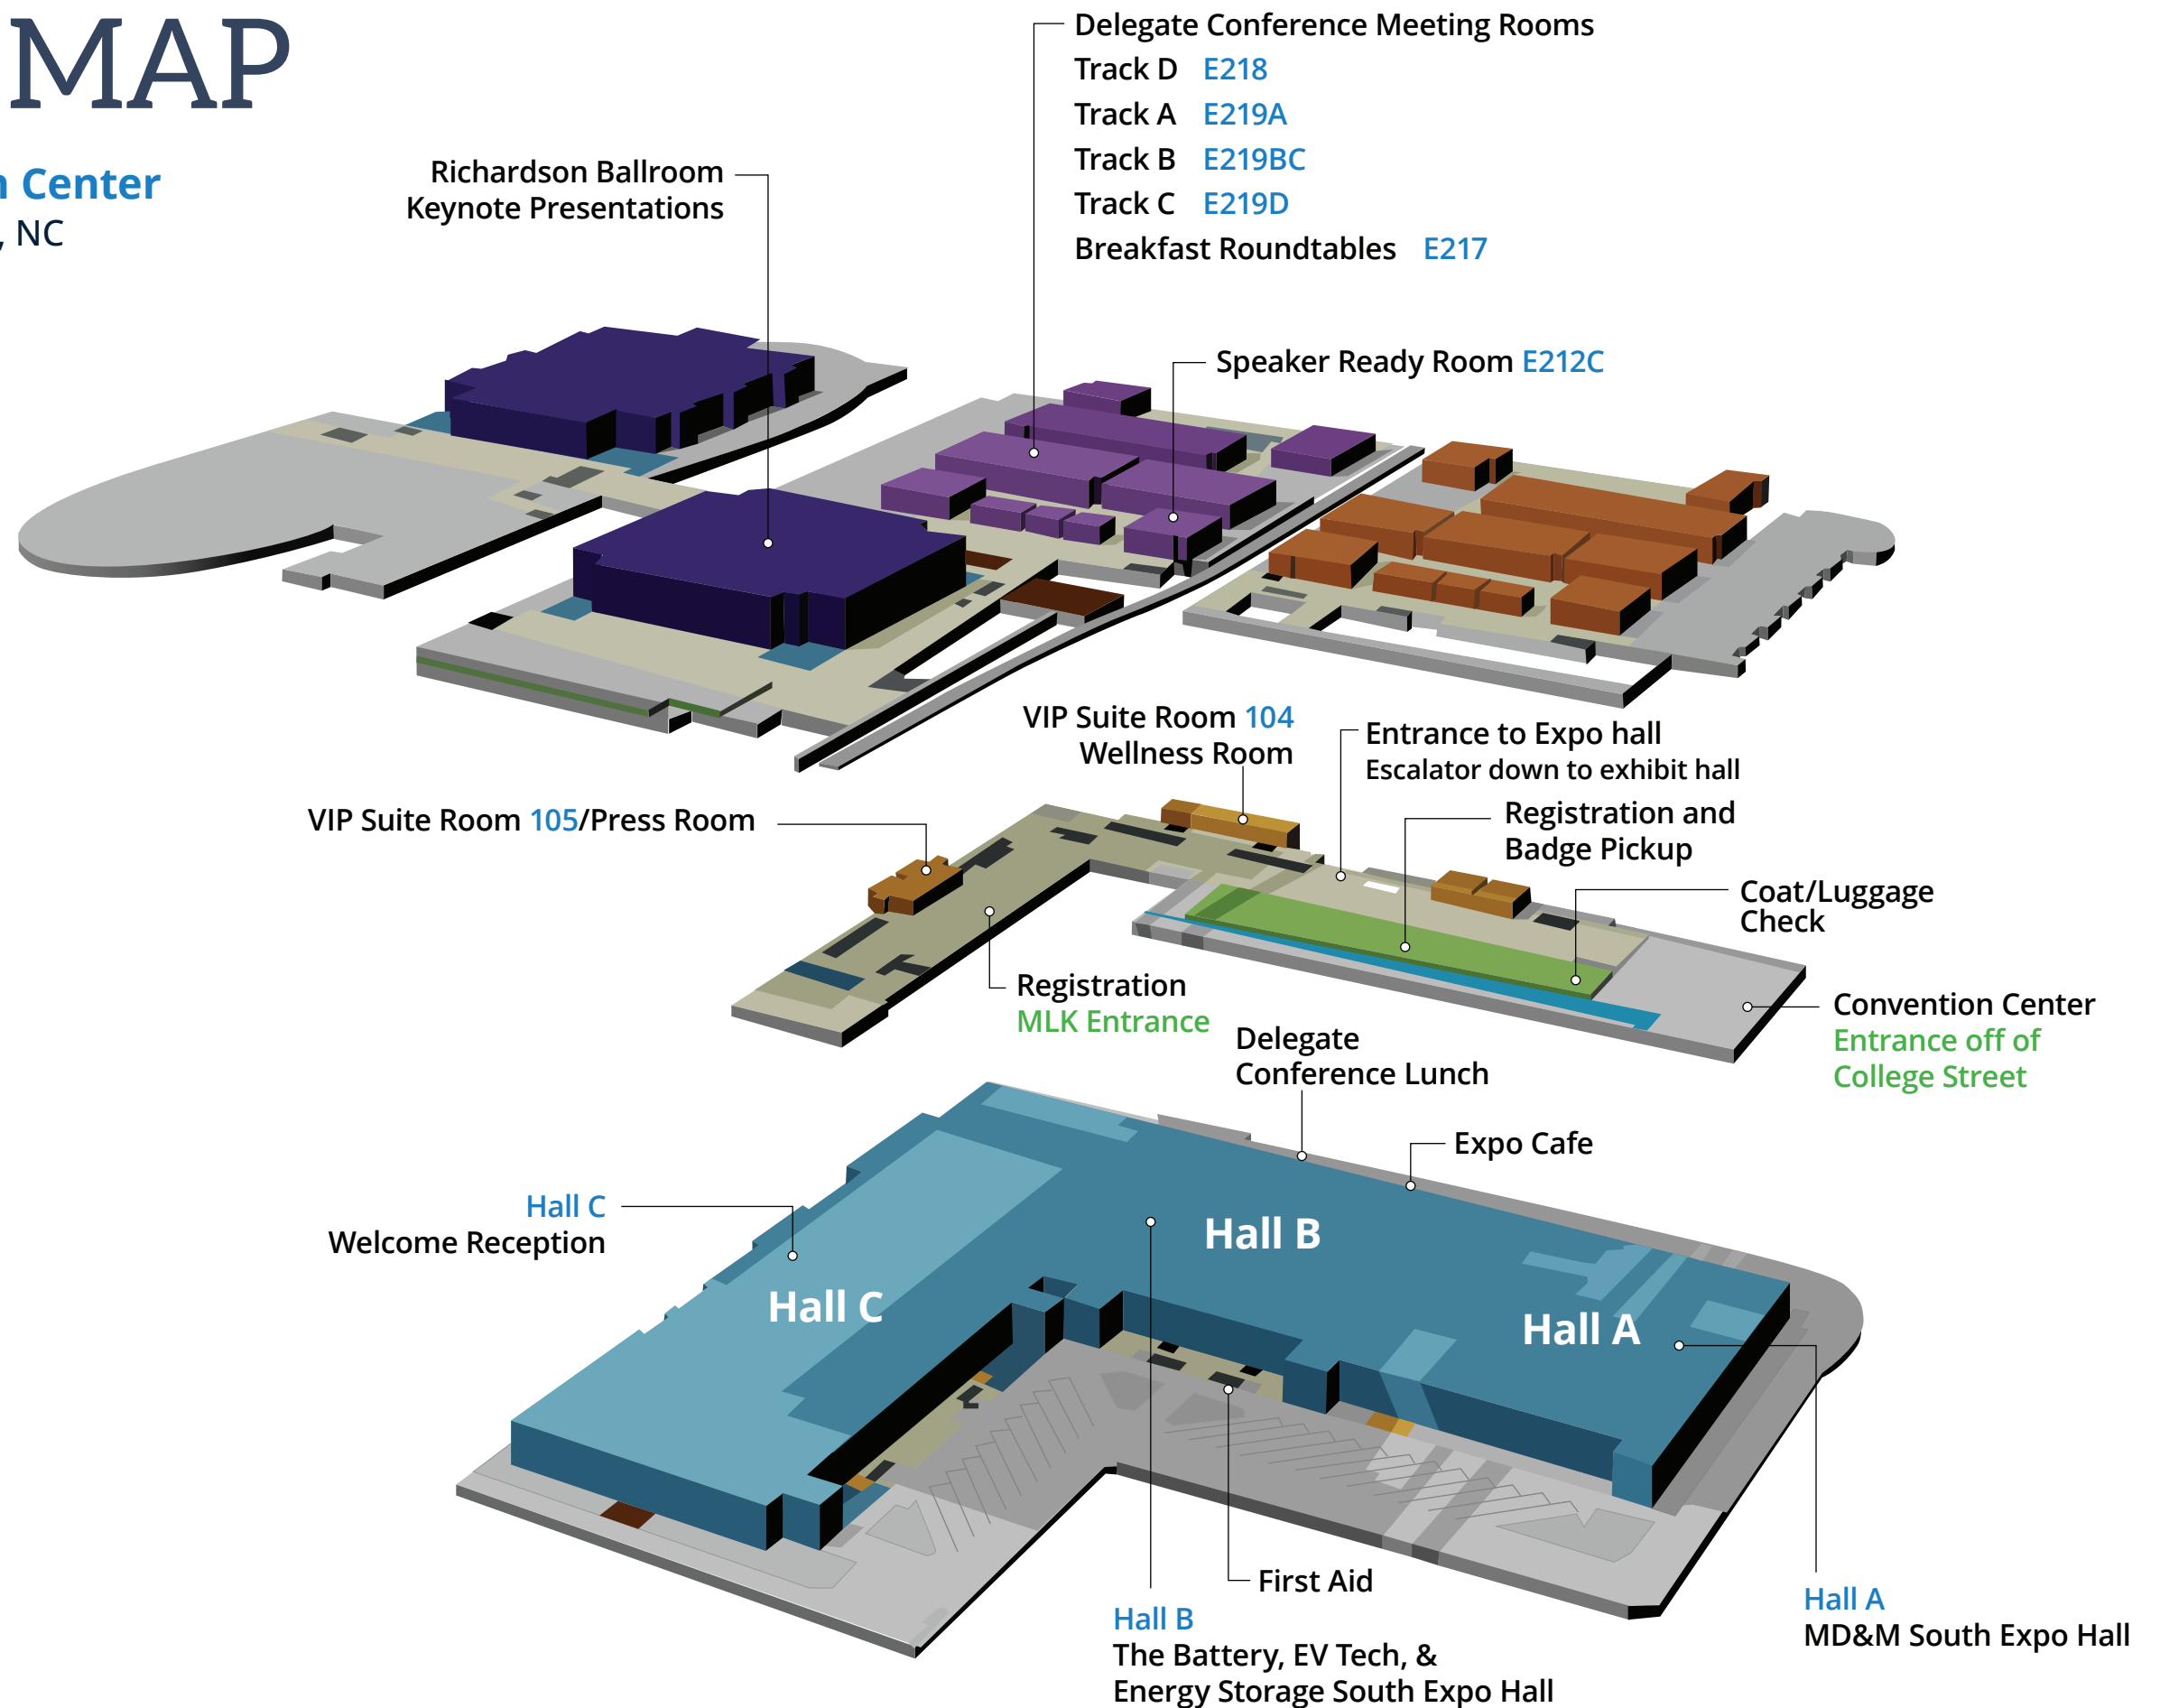 MAP
Center
, NC
Richardson Ballroom
Keynote Presentations
Delegate Conference Meeting Rooms
Track D E218
Track A E219A
Track B E219BC
Track C E219D
Breakfast Roundtables E217
Speaker Ready Room E212C
VIP Suite Room 104
Wellness Room
Entrance to Expo hall
Escalator down to exhibit hall
Registration and
Badge Pickup
VIP Suite Room 105/Press Room
Coat/Luggage
Check
Registration
MLK Entrance
Convention Center
Entrance off of
College Street
Delegate
Conference Lunch
Expo Cafe
Hall C
Welcome Reception
Hall B
Hall C
Hall A
First Aid
Hall B
The Battery, EV Tech, &
Energy Storage South Expo Hall
Hall A
MD&M South Expo Hall